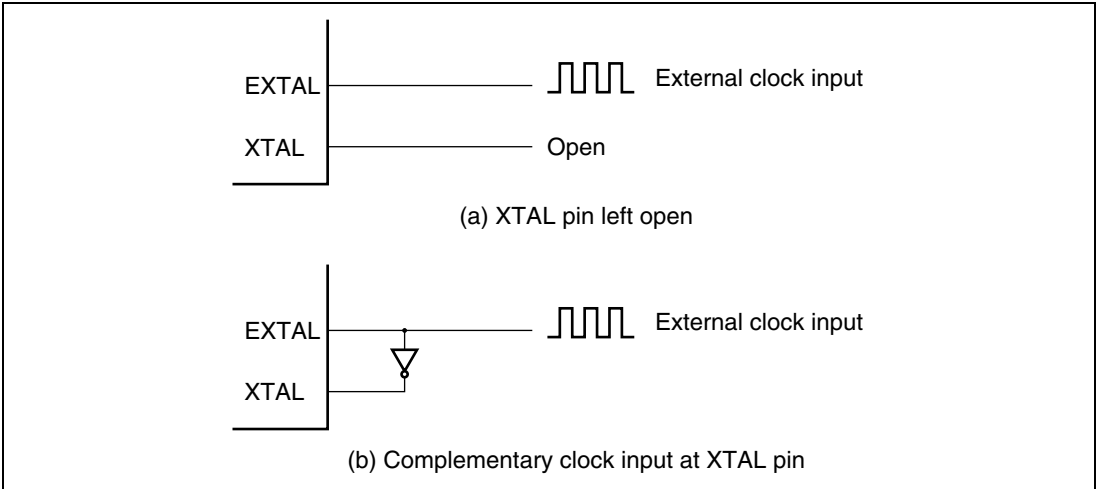 EXTAL
External clock input
XTAL
Open
(a) XTAL pin left open
EXTAL
External clock input
XTAL
(b) Complementary clock input at XTAL pin